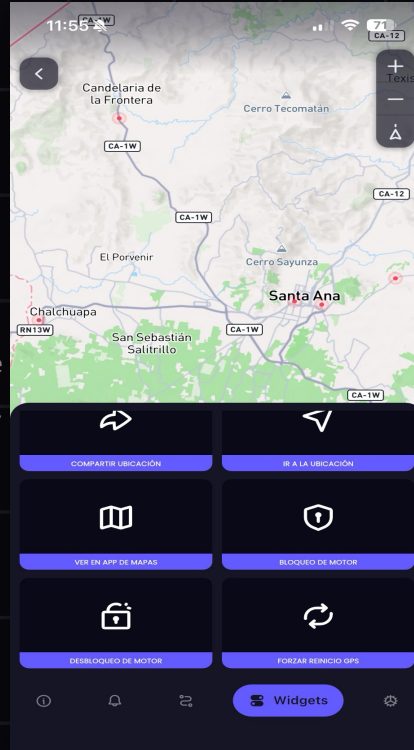 11:55
71
CA-1W
CA-12
Texis
Candelaria de
la Frontera
Cerro Tecomatán
CA-1W
CA-12
CA-1W
El Porvenir
Cerro Sayunza
Santa Ana
Chalchuapa
RN13W
CA-1W
San Sebastián
Salitrillo
CA-1W
COMPARTIR UBICACIÓN
IR A LA UBICACIÓN
VER EN APP DE MAPAS
BLOQUEO DE MOTOR
DESBLOQUEO DE MOTOR
FORZAR REINICIO GPS
Widgets